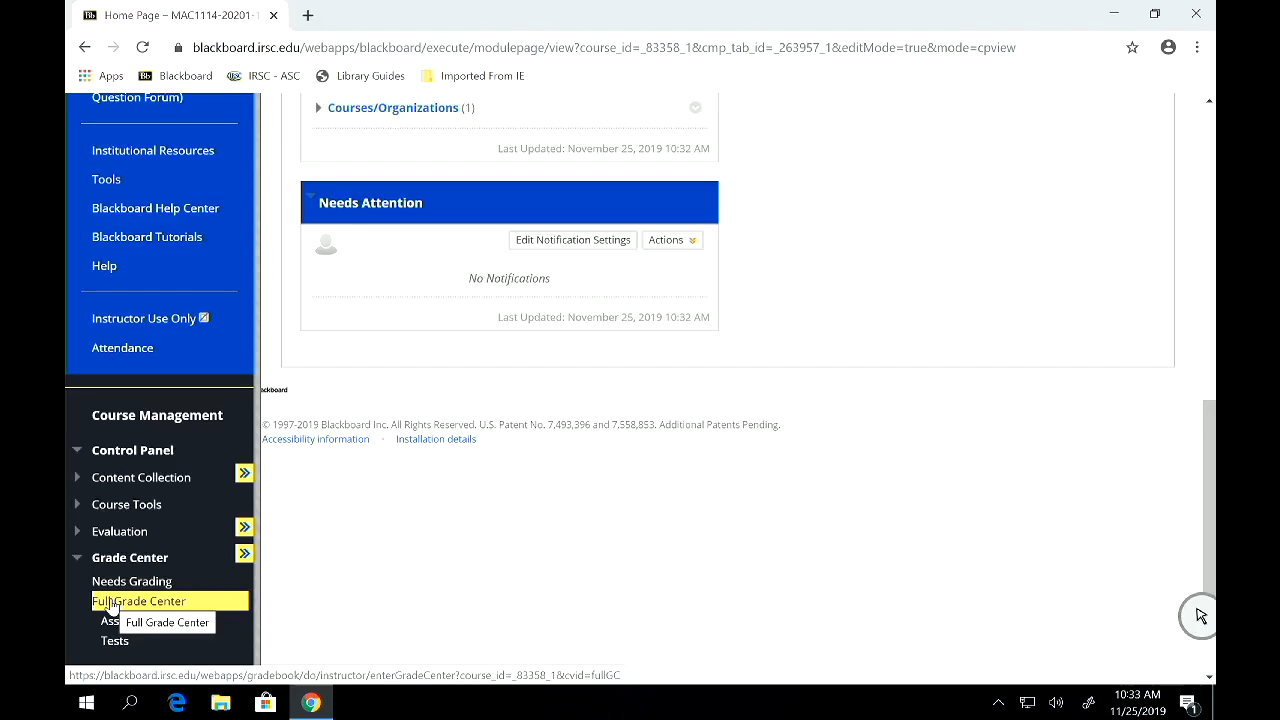 Home Page – MAC1114-20201-
blackboard.irsc.edu/webapps/blackboard/execute/modulepage/view?course_id=_83358_1&cmp_tab_id=_263957_1&editMode=true&mode=cpview
Apps
Blackboard
IRSC - ASC
Library Guides
Imported From IE
Question Forum)
Institutional Resources
Tools
Blackboard Help Center
Blackboard Tutorials
Help
Instructor Use Only
Attendance
Course Management
Control Panel
Content Collection
Course Tools
Evaluation
Grade Center
Needs Grading
Full Grade Center
Full Grade Center
Tests
Courses/Organizations (1)
Last Updated: November 25, 2019 10:32 AM
Needs Attention
Edit Notification Settings
Actions
No Notifications
Last Updated: November 25, 2019 10:32 AM
ackboard
© 1997-2019 Blackboard Inc. All Rights Reserved. U.S. Patent No. 7,493,396 and 7,558,853. Additional Patents Pending.
Accessibility information · Installation details
https://blackboard.irsc.edu/webapps/gradebook/do/instructor/enterGradeCenter?course_id=_83358_1&cvid=fullGC
10:33 AM
11/25/2019
1